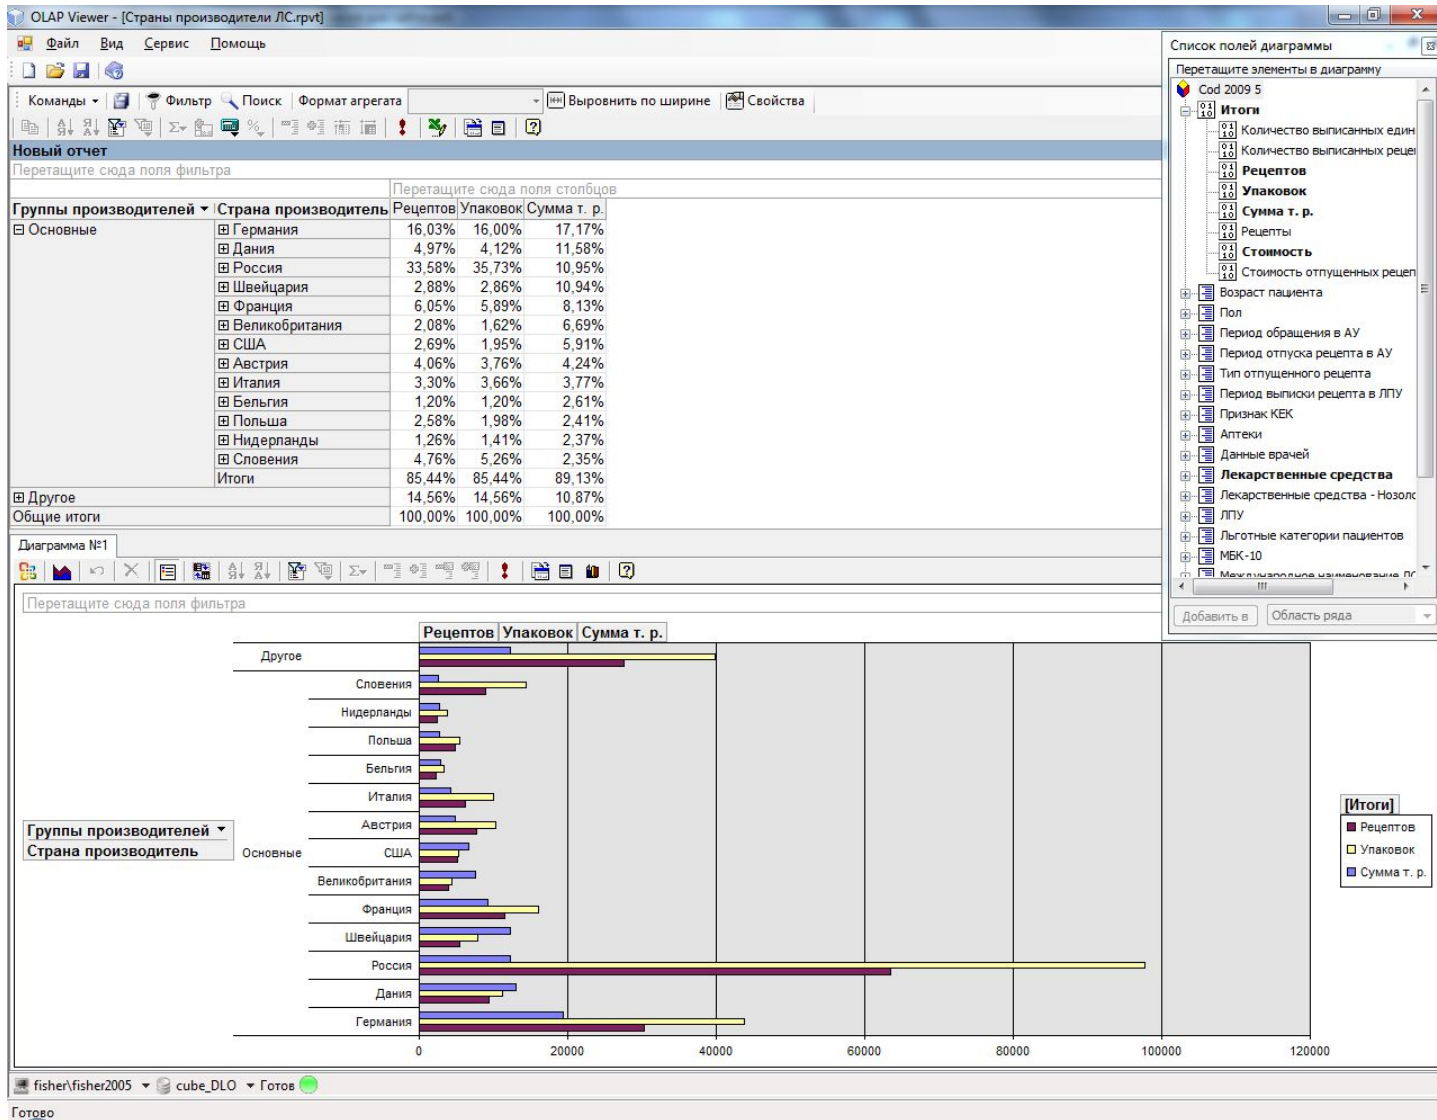 OLAP Viewer - [Страны производители ЛС.rpvt]
Файл Вид Сервис Помощь
Команды Фильтр Поиск Формат агрегата Выровнить по ширине Свойства
Новый отчет
Перетащите сюда поля фильтра
Перетащите сюда поля столбцов
Группы производителей Страна производитель Рецептов Упаковок Сумма т. р.
Основные Германия 16,03% 16,00% 17,17%
Дания 4,97% 4,12% 11,58%
Россия 33,58% 35,73% 10,95%
Швейцария 2,88% 2,86% 10,94%
Франция 6,05% 5,89% 8,13%
Великобритания 2,08% 1,62% 6,69%
США 2,69% 1,95% 5,91%
Австрия 4,06% 3,76% 4,24%
Италия 3,30% 3,66% 3,77%
Бельгия 1,20% 1,20% 2,61%
Польша 2,58% 1,98% 2,41%
Нидерланды 1,26% 1,41% 2,37%
Словения 4,76% 5,26% 2,35%
Итоги 85,44% 85,44% 89,13%
Другое 14,56% 14,56% 10,87%
Общие итоги 100,00% 100,00% 100,00%
Список полей диаграммы
Перетащите элементы в диаграмму
Cod 2009 5
Итоги
Количество выписанных един
Количество выписанных рецеп
Рецептов
Упаковок
Сумма т. р.
Рецепты
Стоимость
Стоимость отпущенных рецеп
Возраст пациента
Пол
Период обращения в АУ
Период отпуска рецепта в АУ
Тип отпущенного рецепта
Период выписки рецепта в ЛПУ
Признак КЕК
Аптеки
Данные врачей
Лекарственные средства
Лекарственные средства - Нозоло
ЛПУ
Льготные категории пациентов
МБК-10
Международное наименование ЛС
Добавить в Область ряда
Диаграмма №1
Перетащите сюда поля фильтра
Рецептов Упаковок Сумма т. р.
Другое
Словения
Нидерланды
Польша
Бельгия
Италия
Австрия
США
Великобритания
Франция
Швейцария
Россия
Дания
Германия
Основные
Группы производителей
Страна производитель
[Итоги]
Рецептов
Упаковок
Сумма т. р.
0 20000 40000 60000 80000 100000 120000
fisher\fisher2005 cube_DLO Готов
Готово